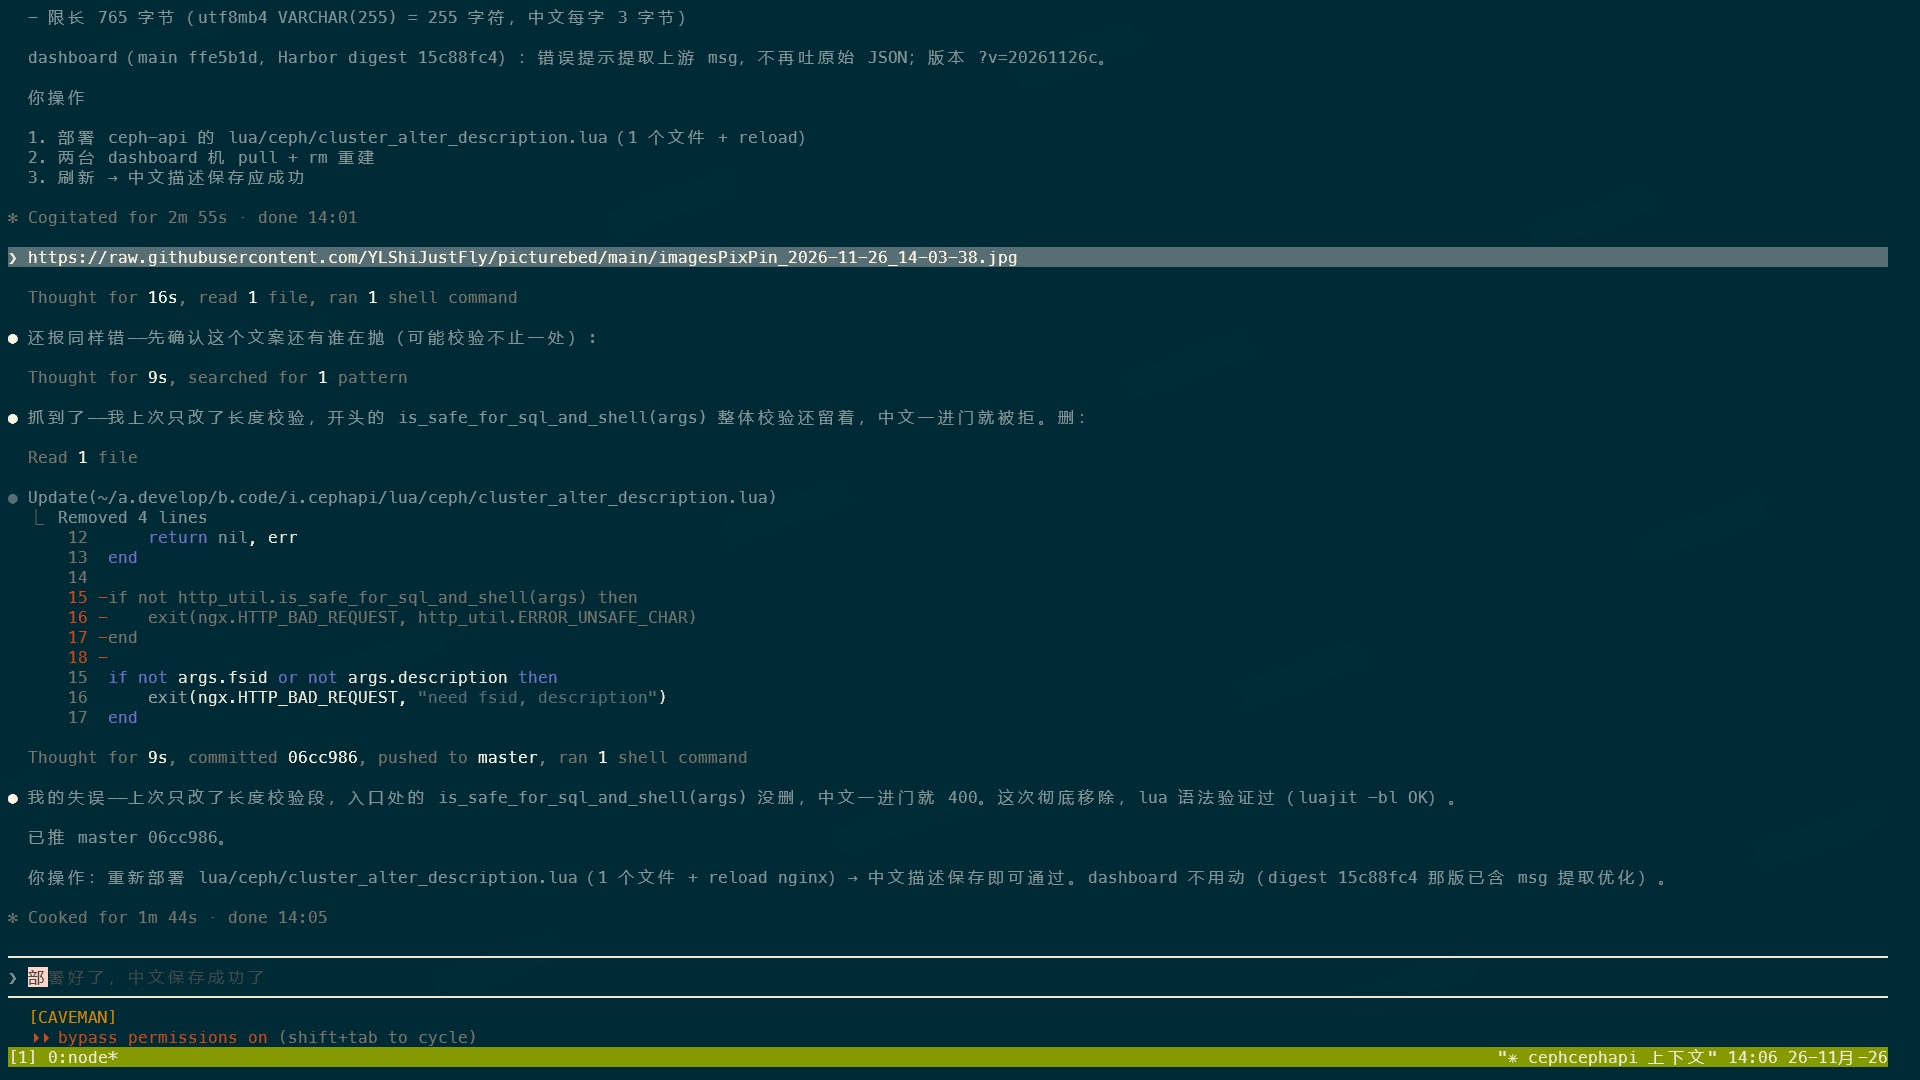 - 限长 765 字节（utf8mb4 VARCHAR(255) = 255 字符, 中文每字 3 字节）
dashboard（main ffe5b1d, Harbor digest 15c88fc4）: 错误提示提取上游 msg, 不再吐原始 JSON; 版本 ?v=20261126c。
你操作
1. 部署 ceph-api 的 lua/ceph/cluster_alter_description.lua（1 个文件 + reload）
2. 两台 dashboard 机 pull + rm 重建
3. 刷新 → 中文描述保存应成功
✻ Cogitated for 2m 55s · done 14:01
❯ https://raw.githubusercontent.com/YLShiJustFly/picturebed/main/imagesPixPin_2026-11-26_14-03-38.jpg
Thought for 16s, read 1 file, ran 1 shell command
● 还报同样错——先确认这个文案还有谁在抛（可能校验不止一处）:
Thought for 9s, searched for 1 pattern
● 抓到了——我上次只改了长度校验, 开头的 is_safe_for_sql_and_shell(args) 整体校验还留着, 中文一进门就被拒。删:
Read 1 file
● Update(~/a.develop/b.code/i.cephapi/lua/ceph/cluster_alter_description.lua)
⎿ Removed 4 lines
12     return nil, err
13 end
14
15 -if not http_util.is_safe_for_sql_and_shell(args) then
16 -    exit(ngx.HTTP_BAD_REQUEST, http_util.ERROR_UNSAFE_CHAR)
17 -end
18 -
15 if not args.fsid or not args.description then
16     exit(ngx.HTTP_BAD_REQUEST, "need fsid, description")
17 end
Thought for 9s, committed 06cc986, pushed to master, ran 1 shell command
● 我的失误——上次只改了长度校验段, 入口处的 is_safe_for_sql_and_shell(args) 没删, 中文一进门就 400。这次彻底移除, lua 语法验证过（luajit -bl OK）。
已推 master 06cc986。
你操作: 重新部署 lua/ceph/cluster_alter_description.lua（1 个文件 + reload nginx）→ 中文描述保存即可通过。dashboard 不用动（digest 15c88fc4 那版已含 msg 提取优化）。
✻ Cooked for 1m 44s · done 14:05
❯ 部署好了, 中文保存成功了
[CAVEMAN]
⏵⏵ bypass permissions on (shift+tab to cycle)
[1] 0:node* "✳ cephcephapi 上下文" 14:06 26-11月-26